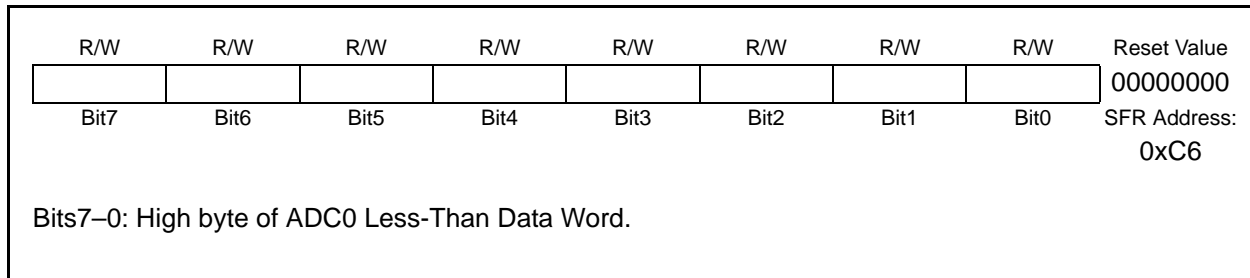 R/W R/W R/W R/W R/W R/W R/W R/W Reset Value
00000000
Bit7 Bit6 Bit5 Bit4 Bit3 Bit2 Bit1 Bit0 SFR Address:
0xC6
Bits7–0: High byte of ADC0 Less-Than Data Word.